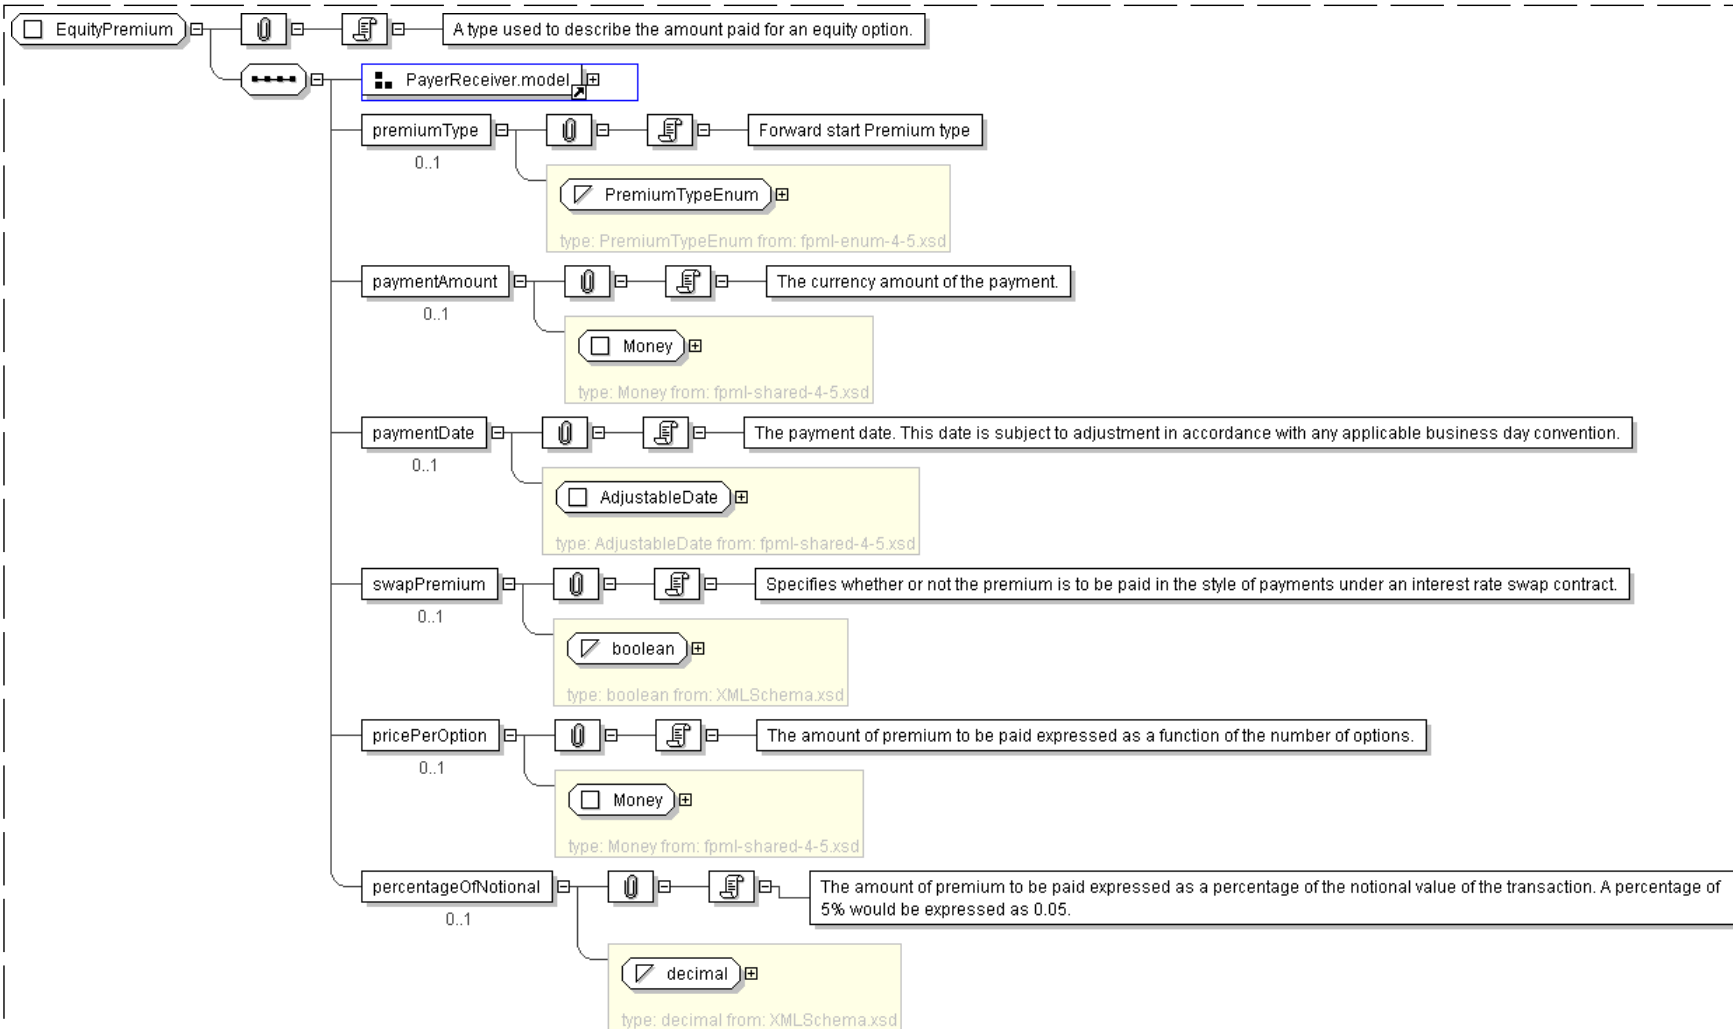 EquityPremium
A type used to describe the amount paid for an equity option.
PayerReceiver.model
premiumType
Forward start Premium type
0..1
PremiumTypeEnum
type: PremiumTypeEnum from: fpml-enum-4-5.xsd
paymentAmount
The currency amount of the payment.
0..1
Money
type: Money from: fpml-shared-4-5.xsd
paymentDate
The payment date. This date is subject to adjustment in accordance with any applicable business day convention.
0..1
AdjustableDate
type: AdjustableDate from: fpml-shared-4-5.xsd
swapPremium
Specifies whether or not the premium is to be paid in the style of payments under an interest rate swap contract.
0..1
boolean
type: boolean from: XMLSchema.xsd
pricePerOption
The amount of premium to be paid expressed as a function of the number of options.
0..1
Money
type: Money from: fpml-shared-4-5.xsd
percentageOfNotional
The amount of premium to be paid expressed as a percentage of the notional value of the transaction. A percentage of
5% would be expressed as 0.05.
0..1
decimal
type: decimal from: XMLSchema.xsd